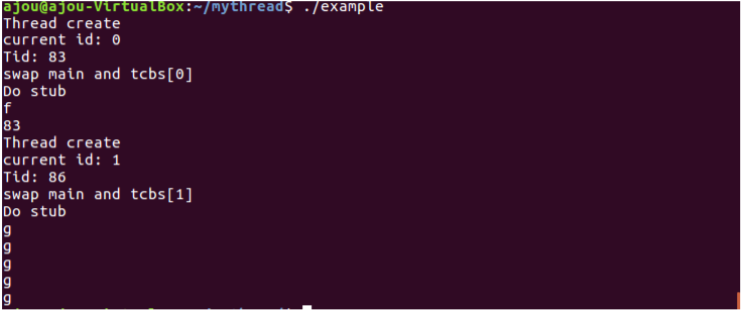 ajou@ajou-VirtualBox:~/mythread$ ./example
Thread create
current id: 0
Tid: 83
swap main and tcbs[0]
Do stub
f
83
Thread create
current id: 1
Tid: 86
swap main and tcbs[1]
Do stub
g
g
g
g
g